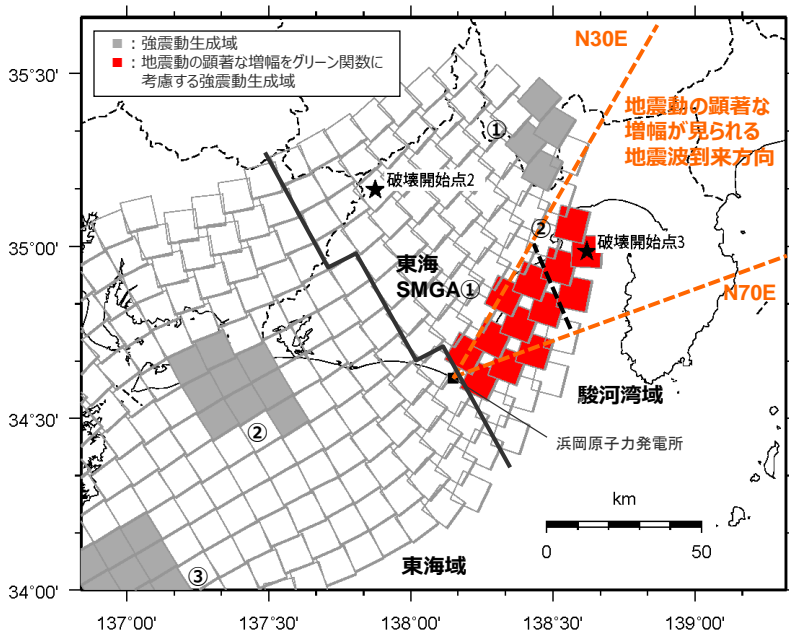 ■：強震動生成域
■：地震動の顕著な増幅をグリーン関数に
考慮する強震動生成域
N30E
35°30'
地震動の顕著な
増幅が見られる
地震波到来方向
①
★破壊開始点2
②
35°00'
★破壊開始点3
東海
SMGA①
N70E
駿河湾域
34°30'
②
浜岡原子力発電所
km
0
50
東海域
③
34°00'
137°00'
137°30'
138°00'
138°30'
139°00'